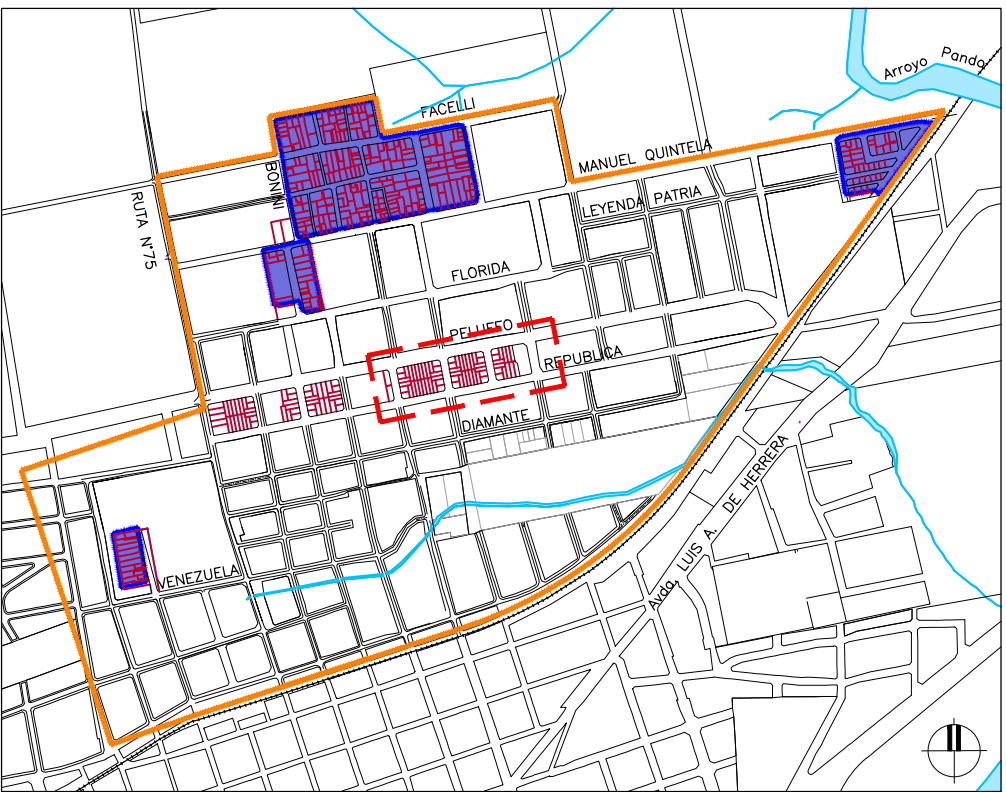 Arroyo Pando
FACELLI
MANUEL QUINTELA
BONINI
RUTA N°75
LEYENDA PATRIA
FLORIDA
PELUFFO
REPUBLICA
DIAMANTE
Avda. LUIS A. DE HERRERA
VENEZUELA